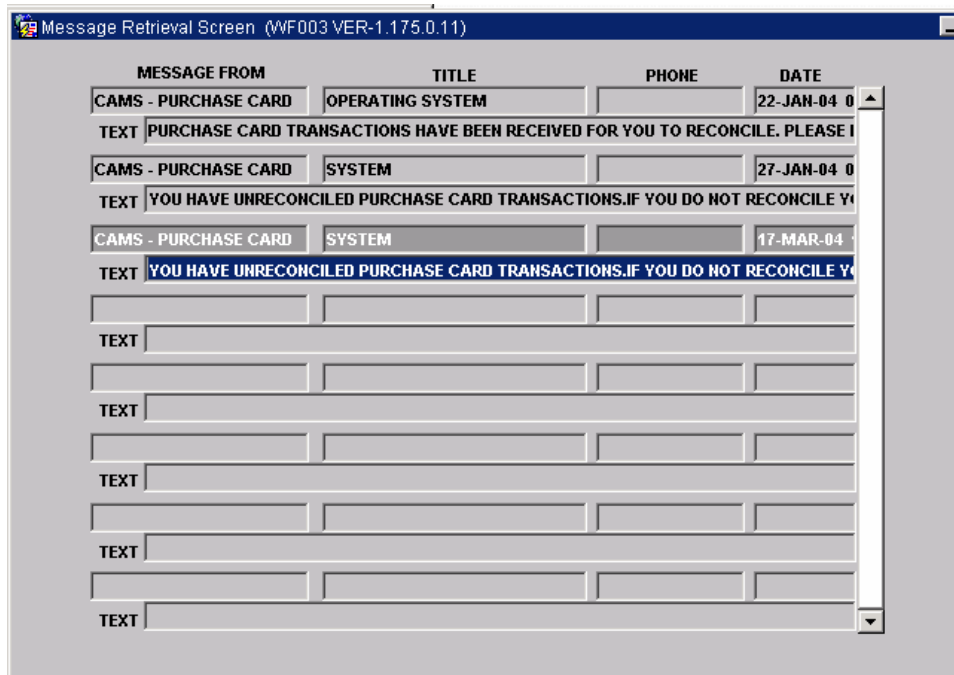 Message Retrieval Screen (WF003 VER-1.175.0.11)
MESSAGE FROM TITLE PHONE DATE
CAMS - PURCHASE CARD OPERATING SYSTEM 22-JAN-04 0
TEXT PURCHASE CARD TRANSACTIONS HAVE BEEN RECEIVED FOR YOU TO RECONCILE. PLEASE
CAMS - PURCHASE CARD SYSTEM 27-JAN-04 0
TEXT YOU HAVE UNRECONCILED PURCHASE CARD TRANSACTIONS.IF YOU DO NOT RECONCILE
CAMS - PURCHASE CARD SYSTEM 17-MAR-04
TEXT YOU HAVE UNRECONCILED PURCHASE CARD TRANSACTIONS.IF YOU DO NOT RECONCILE
TEXT
TEXT
TEXT
TEXT
TEXT